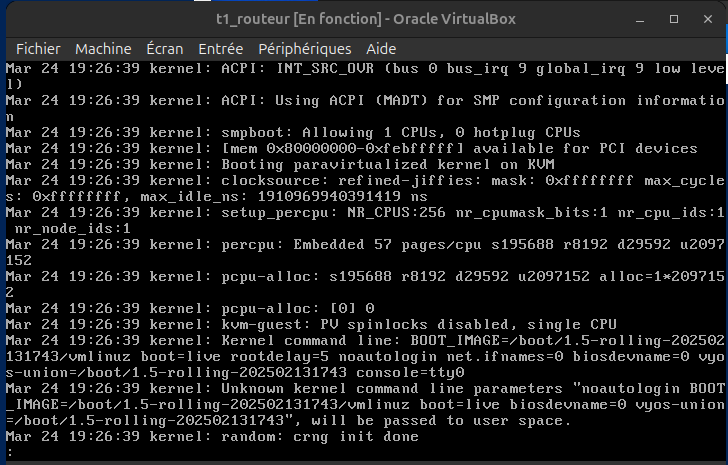 t1_routeur [En fonction] - Oracle VirtualBox
Fichier Machine Écran Entrée Périphériques Aide
Mar 24 19:26:39 kernel: ACPI: INT_SRC_OVR (bus 0 bus_irq 9 global_irq 9 low leve
l)
Mar 24 19:26:39 kernel: ACPI: Using ACPI (MADT) for SMP configuration informatio
n
Mar 24 19:26:39 kernel: smpboot: Allowing 1 CPUs, 0 hotplug CPUs
Mar 24 19:26:39 kernel: [mem 0x80000000-0xfebfffff] available for PCI devices
Mar 24 19:26:39 kernel: Booting paravirtualized kernel on KVM
Mar 24 19:26:39 kernel: clocksource: refined-jiffies: mask: 0xffffffff max_cycle
s: 0xffffffff, max_idle_ns: 1910969940391419 ns
Mar 24 19:26:39 kernel: setup_percpu: NR_CPUS:256 nr_cpumask_bits:1 nr_cpu_ids:1
 nr_node_ids:1
Mar 24 19:26:39 kernel: percpu: Embedded 57 pages/cpu s195688 r8192 d29592 u2097
152
Mar 24 19:26:39 kernel: pcpu-alloc: s195688 r8192 d29592 u2097152 alloc=1*209715
2
Mar 24 19:26:39 kernel: pcpu-alloc: [0] 0
Mar 24 19:26:39 kernel: kvm-guest: PV spinlocks disabled, single CPU
Mar 24 19:26:39 kernel: Kernel command line: BOOT_IMAGE=/boot/1.5-rolling-202502
131743/vmlinuz boot=live rootdelay=5 noautologin net.ifnames=0 biosdevname=0 vyo
s-union=/boot/1.5-rolling-202502131743 console=tty0
Mar 24 19:26:39 kernel: Unknown kernel command line parameters "noautologin BOOT
_IMAGE=/boot/1.5-rolling-202502131743/vmlinuz boot=live biosdevname=0 vyos-union
=/boot/1.5-rolling-202502131743", will be passed to user space.
Mar 24 19:26:39 kernel: random: crng init done
: